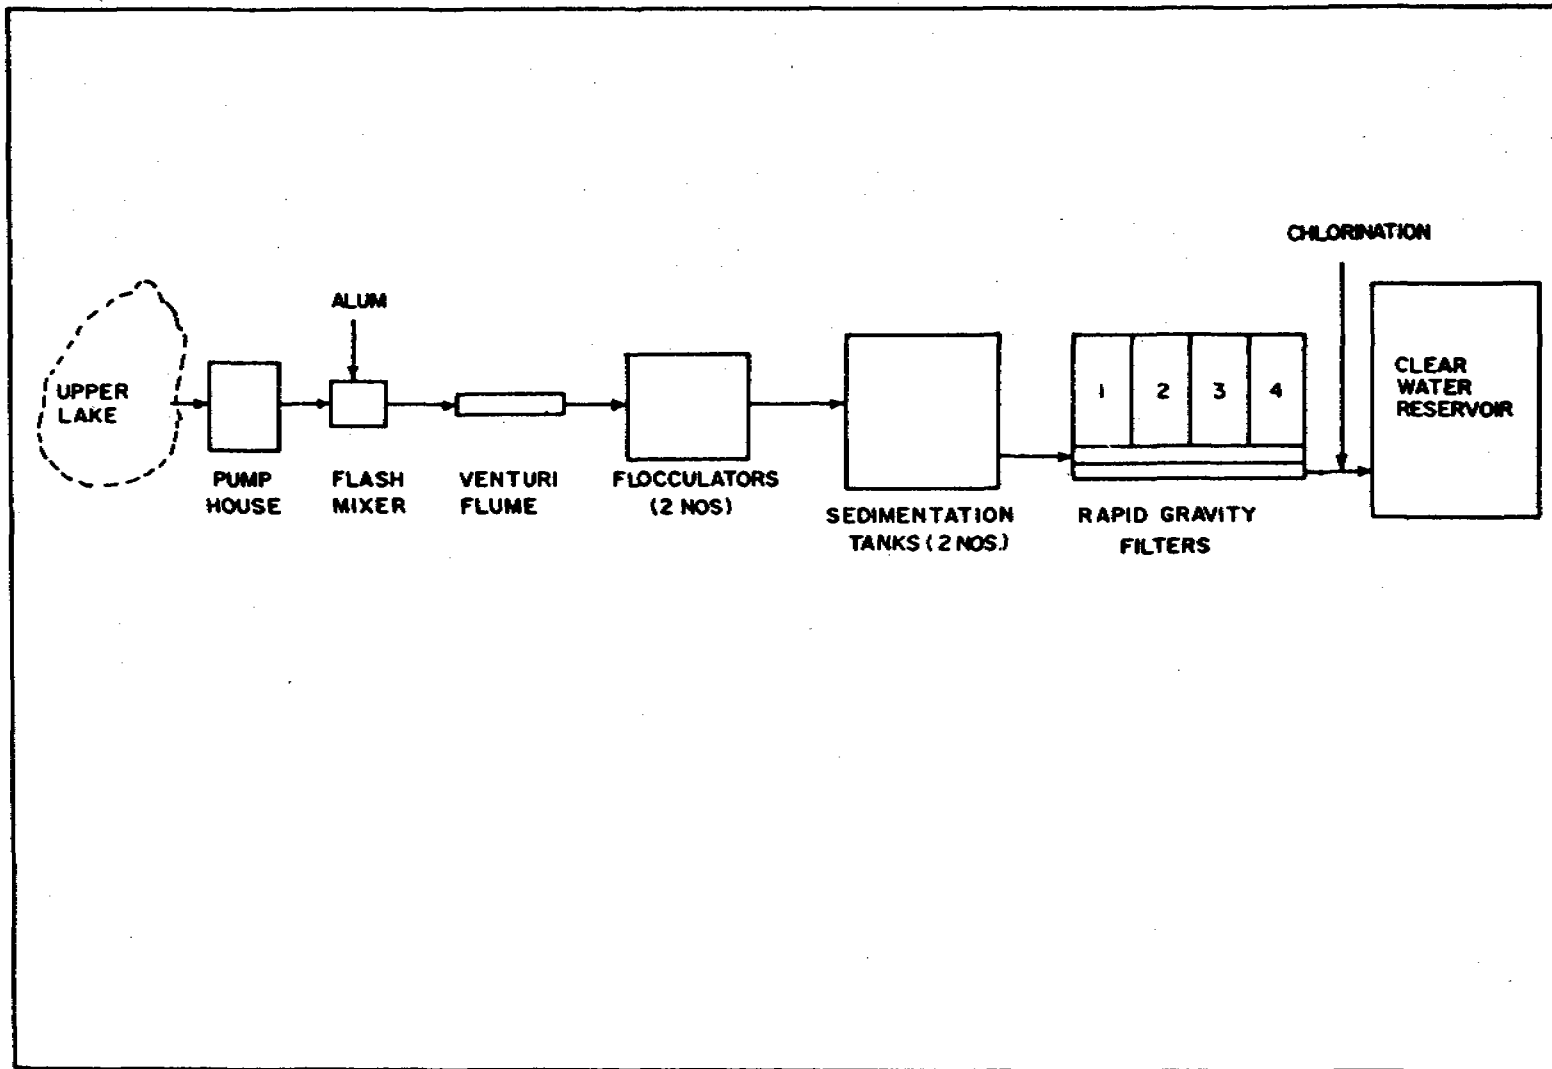 CHLORINATION
ALUM
UPPER
LAKE
PUMP
HOUSE
FLASH
MIXER
VENTURI
FLUME
FLOCCULATORS
(2 NOS)
SEDIMENTATION
TANKS (2 NOS.)
1 2 3 4
RAPID GRAVITY
FILTERS
CLEAR
WATER
RESERVOIR